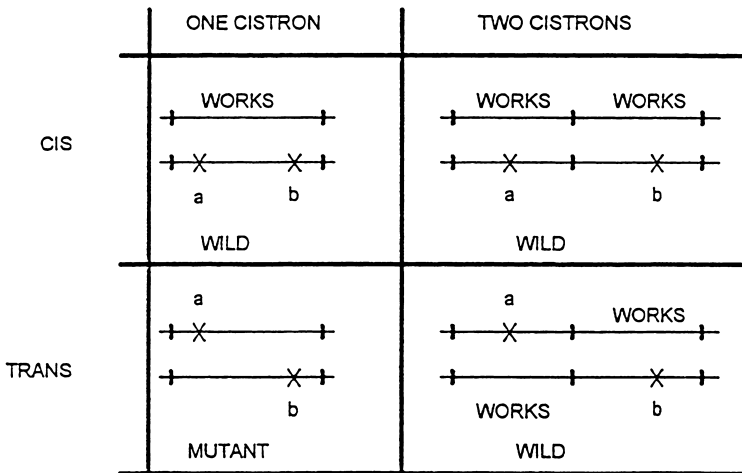 ONE CISTRON
TWO CISTRONS
CIS
WORKS
a b
WILD
WORKS WORKS
a b
WILD
TRANS
a
b
MUTANT
a
WORKS
WORKS b
WILD